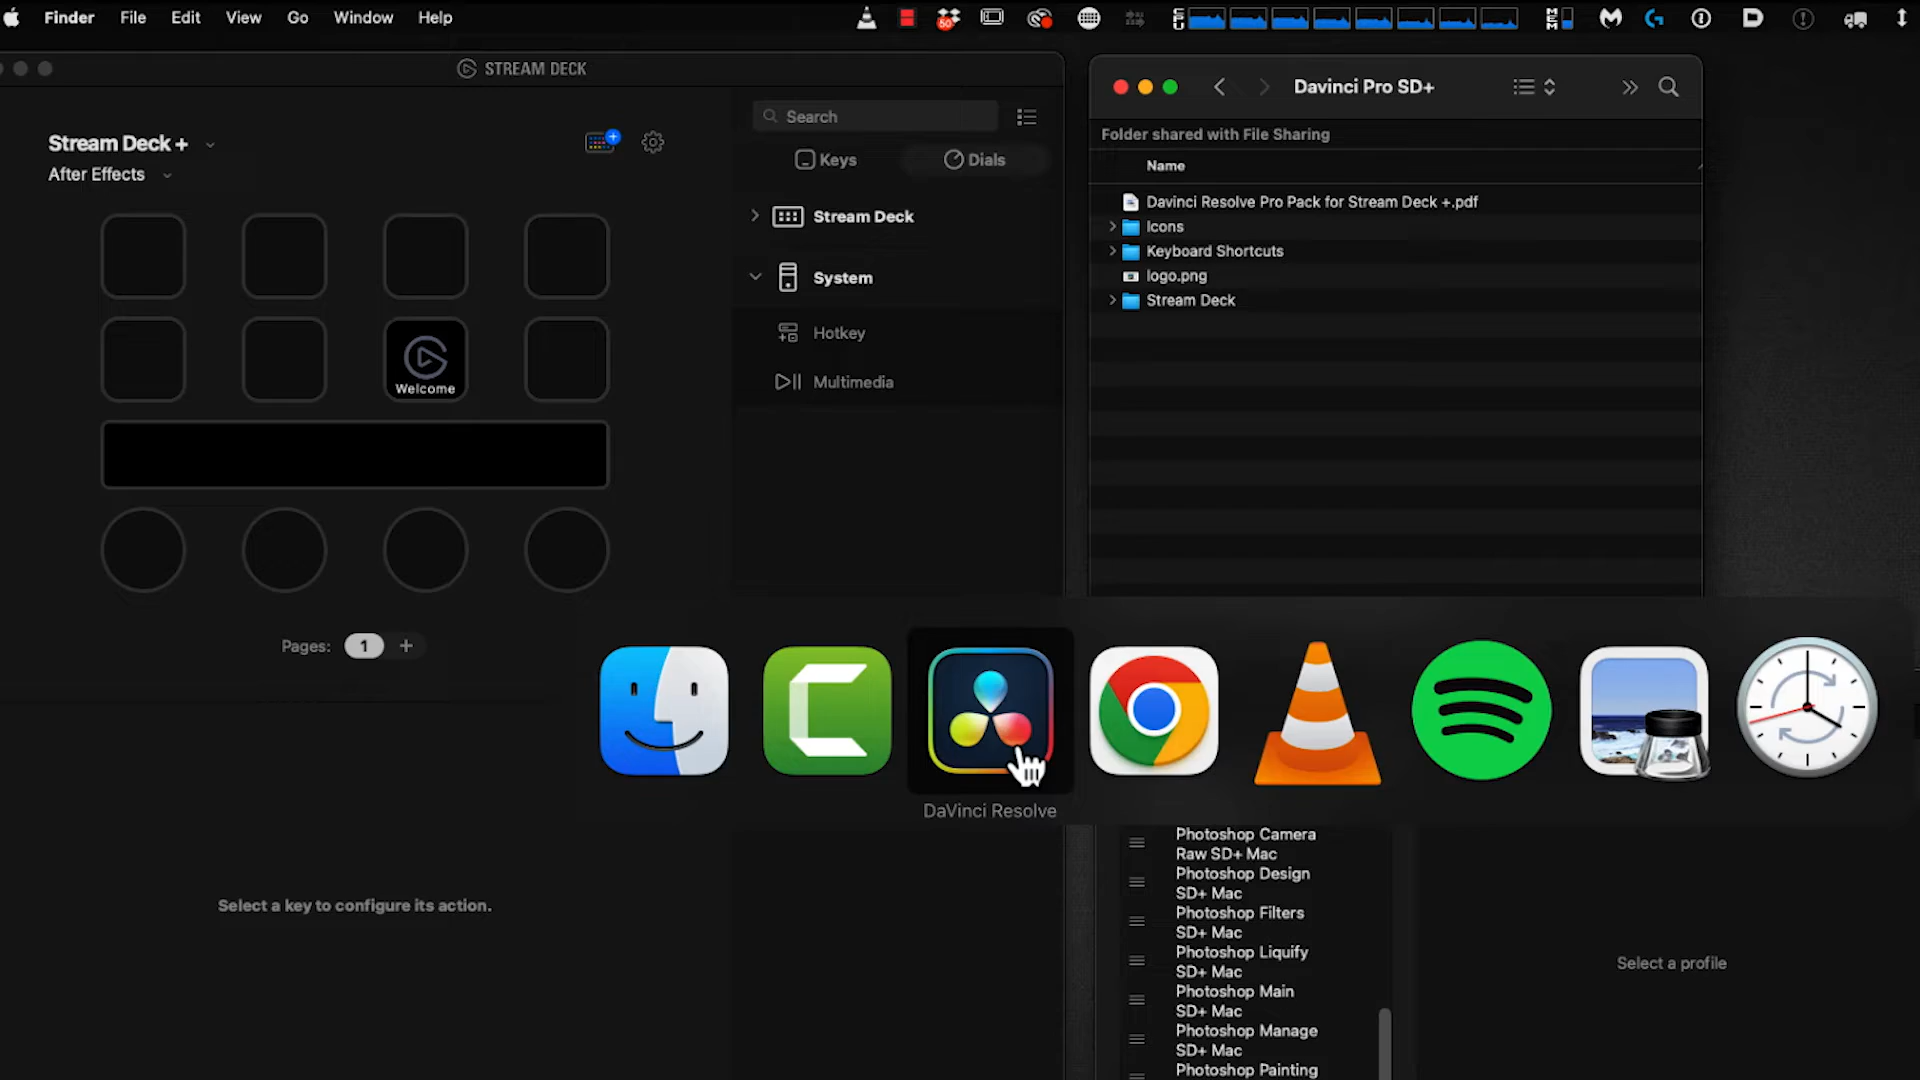 Finder File Edit View Go Window Help
50
CPU
MEM
STREAM DECK
Stream Deck +
After Effects
Welcome
Pages: 1 +
Select a key to configure its action.
Search
Keys Dials
Stream Deck
System
Hotkey
Multimedia
Davinci Pro SD+
Folder shared with File Sharing
Name
Davinci Resolve Pro Pack for Stream Deck +.pdf
Icons
Keyboard Shortcuts
logo.png
Stream Deck
DaVinci Resolve
Photoshop Camera
Raw SD+ Mac
Photoshop Design
SD+ Mac
Photoshop Filters
SD+ Mac
Photoshop Liquify
SD+ Mac
Photoshop Main
SD+ Mac
Photoshop Manage
SD+ Mac
Photoshop Painting
Select a profile